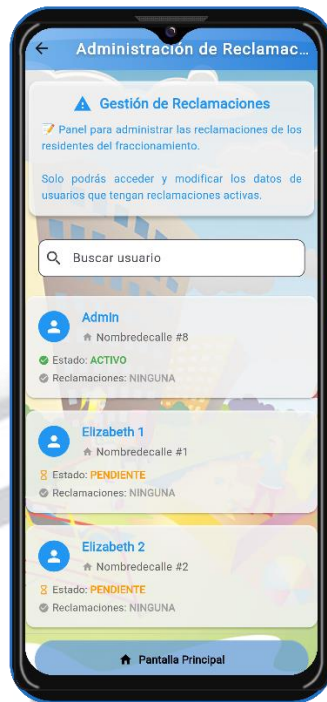 Administración de Reclamac...
Gestión de Reclamaciones
Panel para administrar las reclamaciones de los
residentes del fraccionamiento.
Solo podrás acceder y modificar los datos de
usuarios que tengan reclamaciones activas.
Buscar usuario
Admin
Nombredecalle #8
Estado: ACTIVO
Reclamaciones: NINGUNA
Elizabeth 1
Nombredecalle #1
Estado: PENDIENTE
Reclamaciones: NINGUNA
Elizabeth 2
Nombredecalle #2
Estado: PENDIENTE
Reclamaciones: NINGUNA
Pantalla Principal